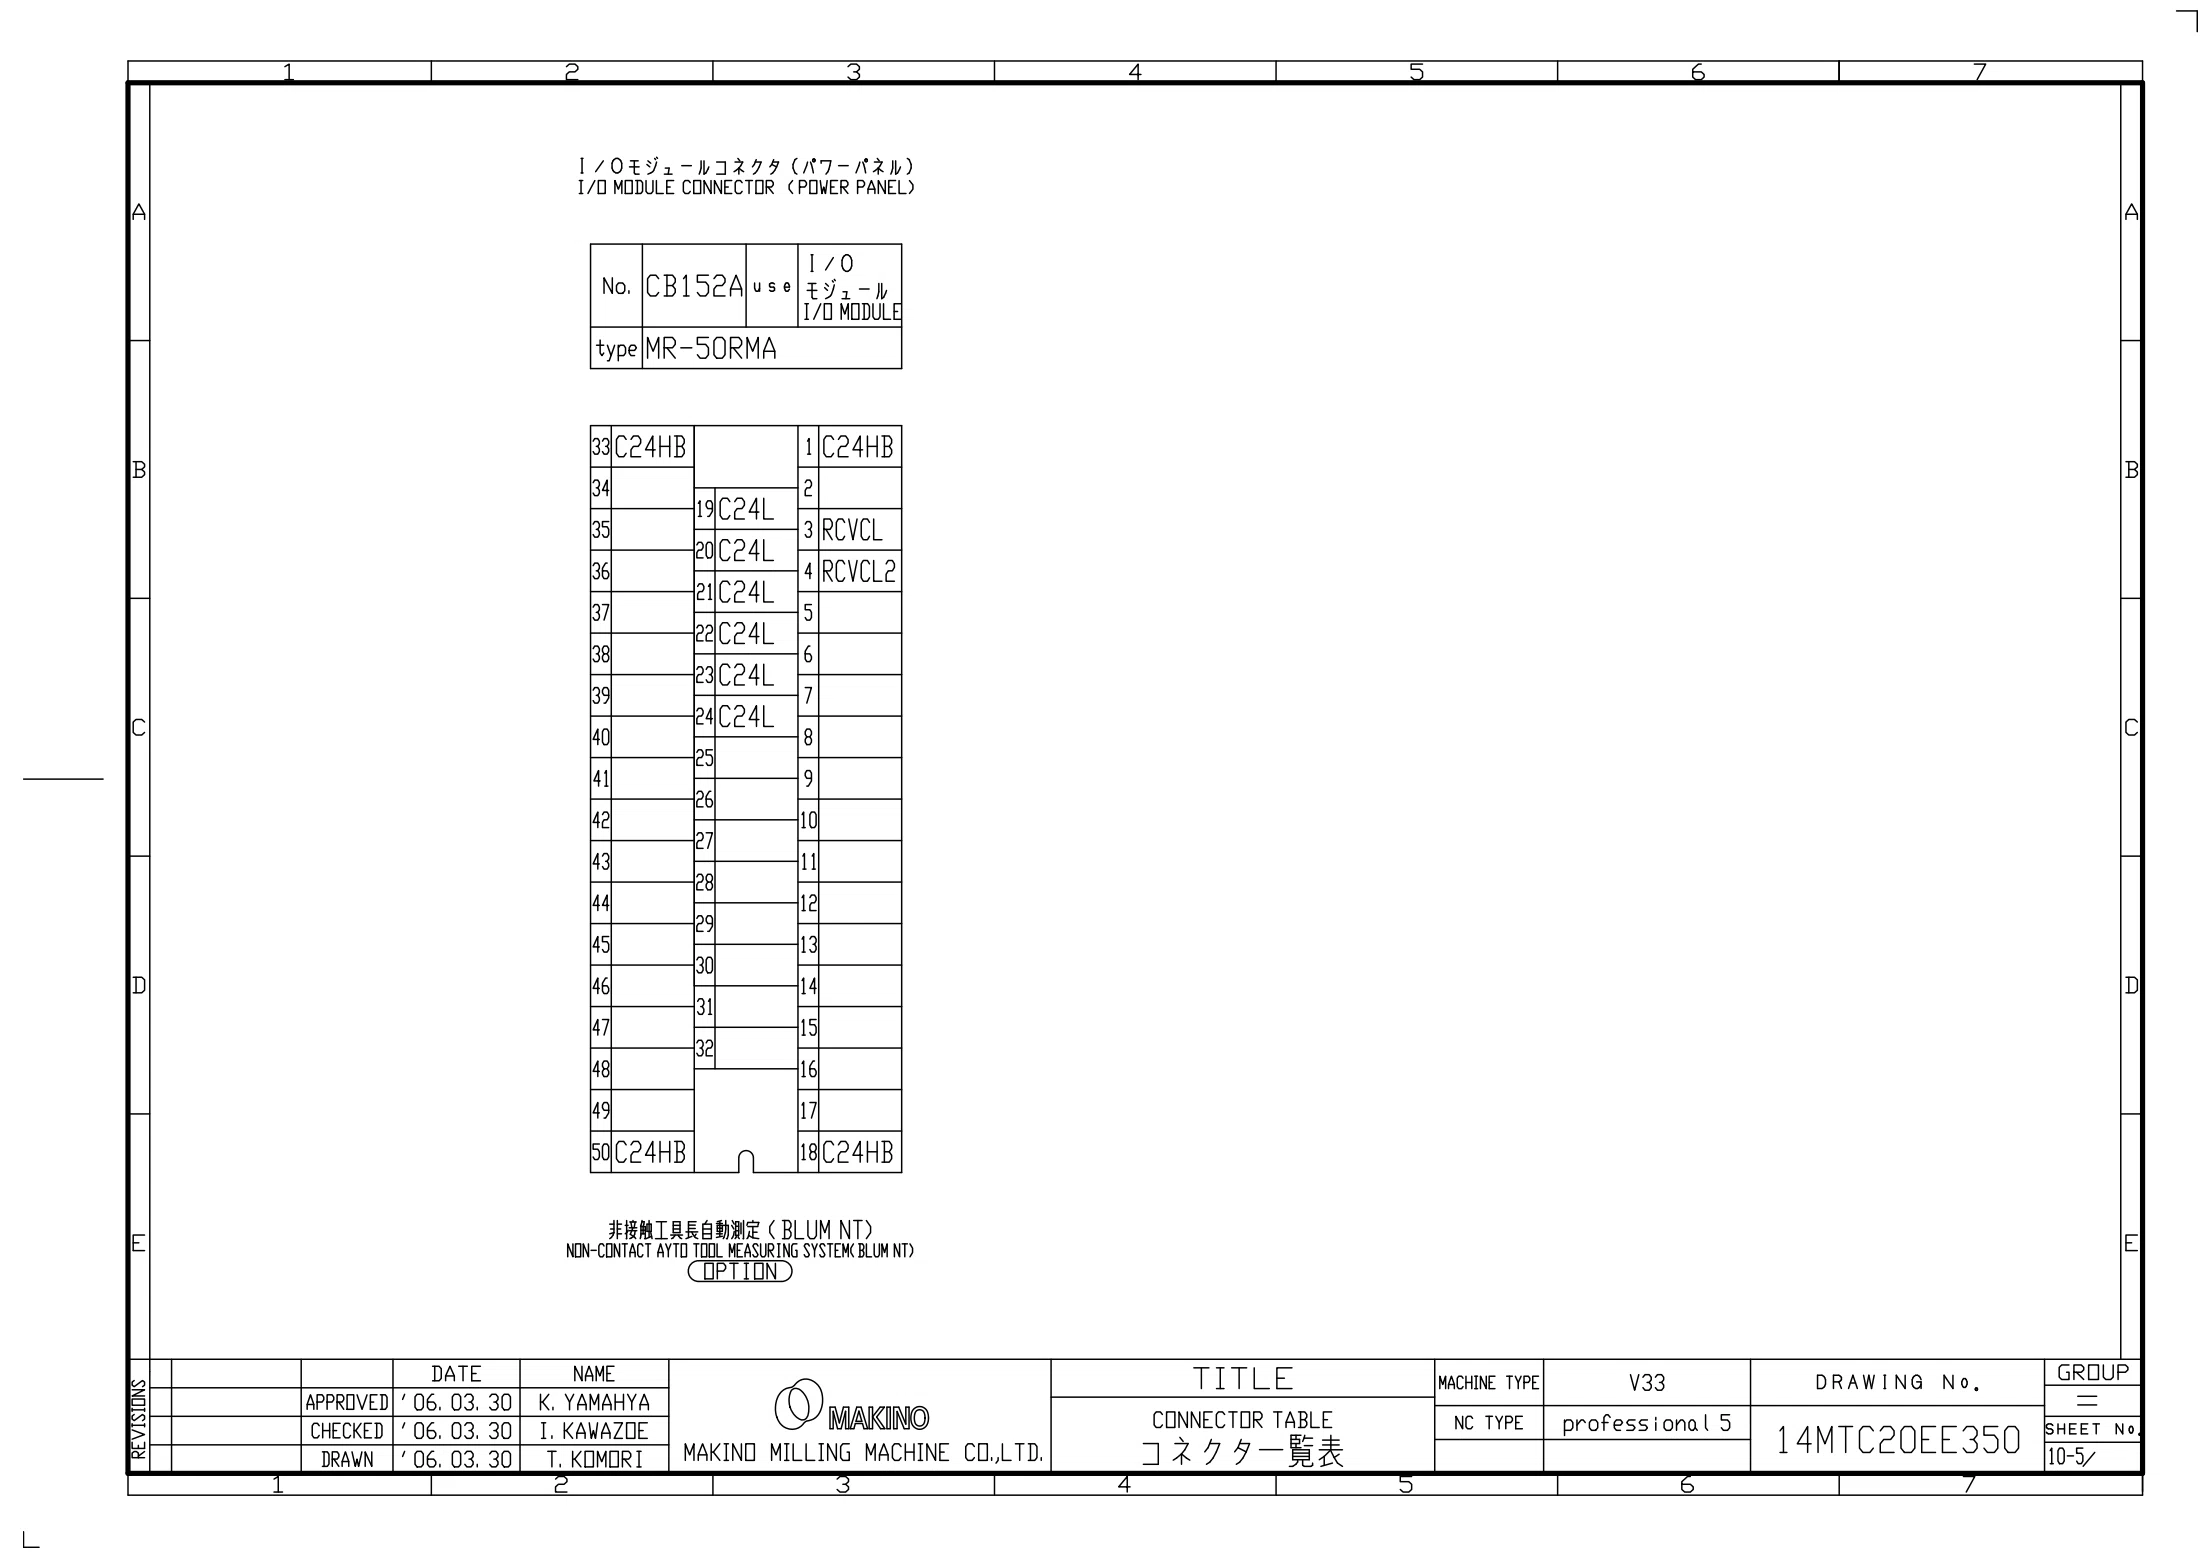 1 2 3 4 5 6 7
A A
B B
C C
D D
E E
I/Oモジュールコネクタ(パワーパネル)
I/O MODULE CONNECTOR (POWER PANEL)
No. CB152A use I/O
モジュール
I/O MODULE
type MR-50RMA
33 C24HB 1 C24HB
34 2
19 C24L
35 3 RCVCL
20 C24L
36 4 RCVCL2
21 C24L
37 5
22 C24L
38 6
23 C24L
39 7
24 C24L
40 8
25
41 9
26
42 10
27
43 11
28
44 12
29
45 13
30
46 14
31
47 15
32
48 16
49 17
50 C24HB 18 C24HB
非接触工具長自動測定(BLUM NT)
NON-CONTACT AYTO TOOL MEASURING SYSTEM(BLUM NT)
OPTION
REVISIONS
DATE NAME
APPROVED '06. 03. 30 K. YAMAHYA
CHECKED '06. 03. 30 I. KAWAZOE
DRAWN '06. 03. 30 T. KOMORI
MAKINO
MAKINO MILLING MACHINE CO.,LTD.
TITLE
CONNECTOR TABLE
コネクタ一覧表
MACHINE TYPE V33
NC TYPE professional 5
DRAWING No.
14MTC20EE350
GROUP
=
SHEET No.
10-5/
1 2 3 4 5 6 7